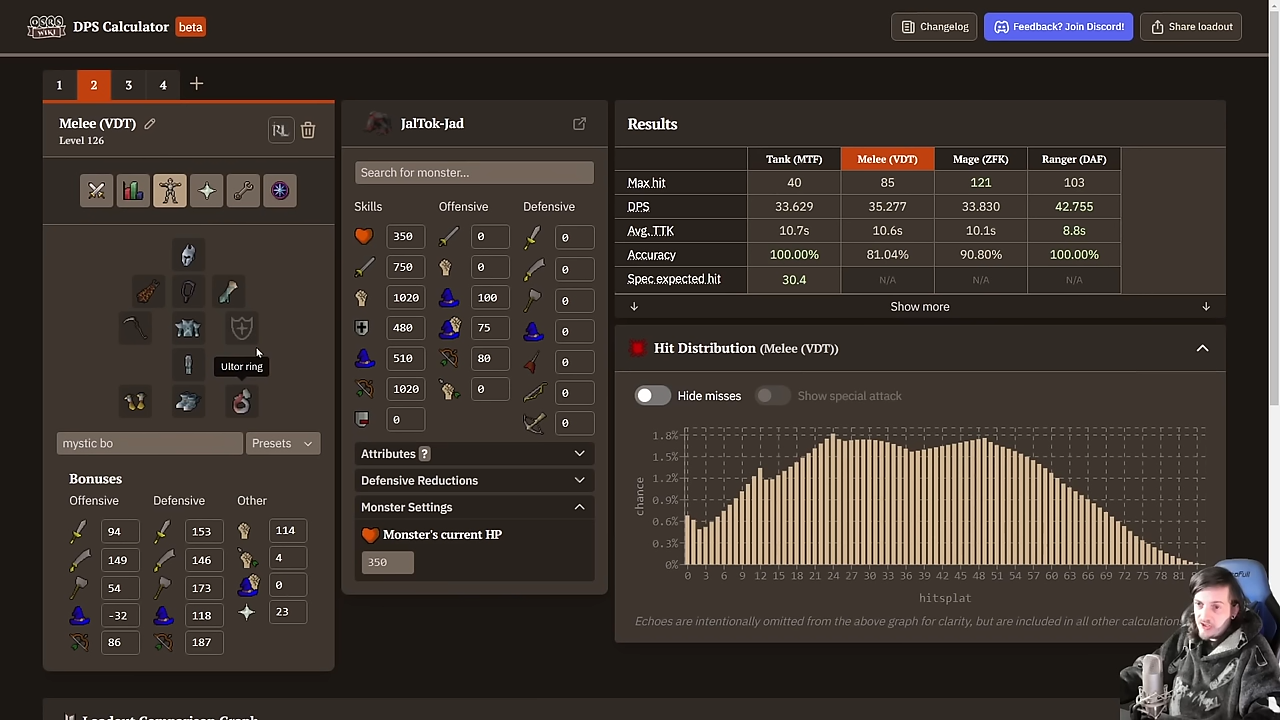 OSRS WIKI DPS Calculator beta
Changelog
Feedback? Join Discord!
Share loadout
1 2 3 4 +
Melee (VDT)
Level 126
RL
mystic bo
Presets
Ultor ring
Bonuses
Offensive Defensive Other
94 153 114
149 146 4
54 173 0
-32 118 23
86 187
JalTok-Jad
Search for monster...
Skills Offensive Defensive
350 0 0
750 0 0
1020 100 0
480 75 0
510 80 0
1020 0 0
0 0
Attributes ?
Defensive Reductions
Monster Settings
Monster's current HP
350
Results
Tank (MTF) Melee (VDT) Mage (ZFK) Ranger (DAF)
Max hit 40 85 121 103
DPS 33.629 35.277 33.830 42.755
Avg. TTK 10.7s 10.6s 10.1s 8.8s
Accuracy 100.00% 81.04% 90.80% 100.00%
Spec expected hit 30.4 N/A N/A N/A
Show more
Hit Distribution (Melee (VDT))
Hide misses Show special attack
1.8%
1.5%
1.2%
0.9%
0.6%
0.3%
0%
chance
0 3 6 9 12 15 18 21 24 27 30 33 36 39 42 45 48 51 54 57 60 63 66 69 72 75 78 81
hitsplat
Echoes are intentionally omitted from the above graph for clarity, but are included in all other calculation
Loadout Comparison Graph